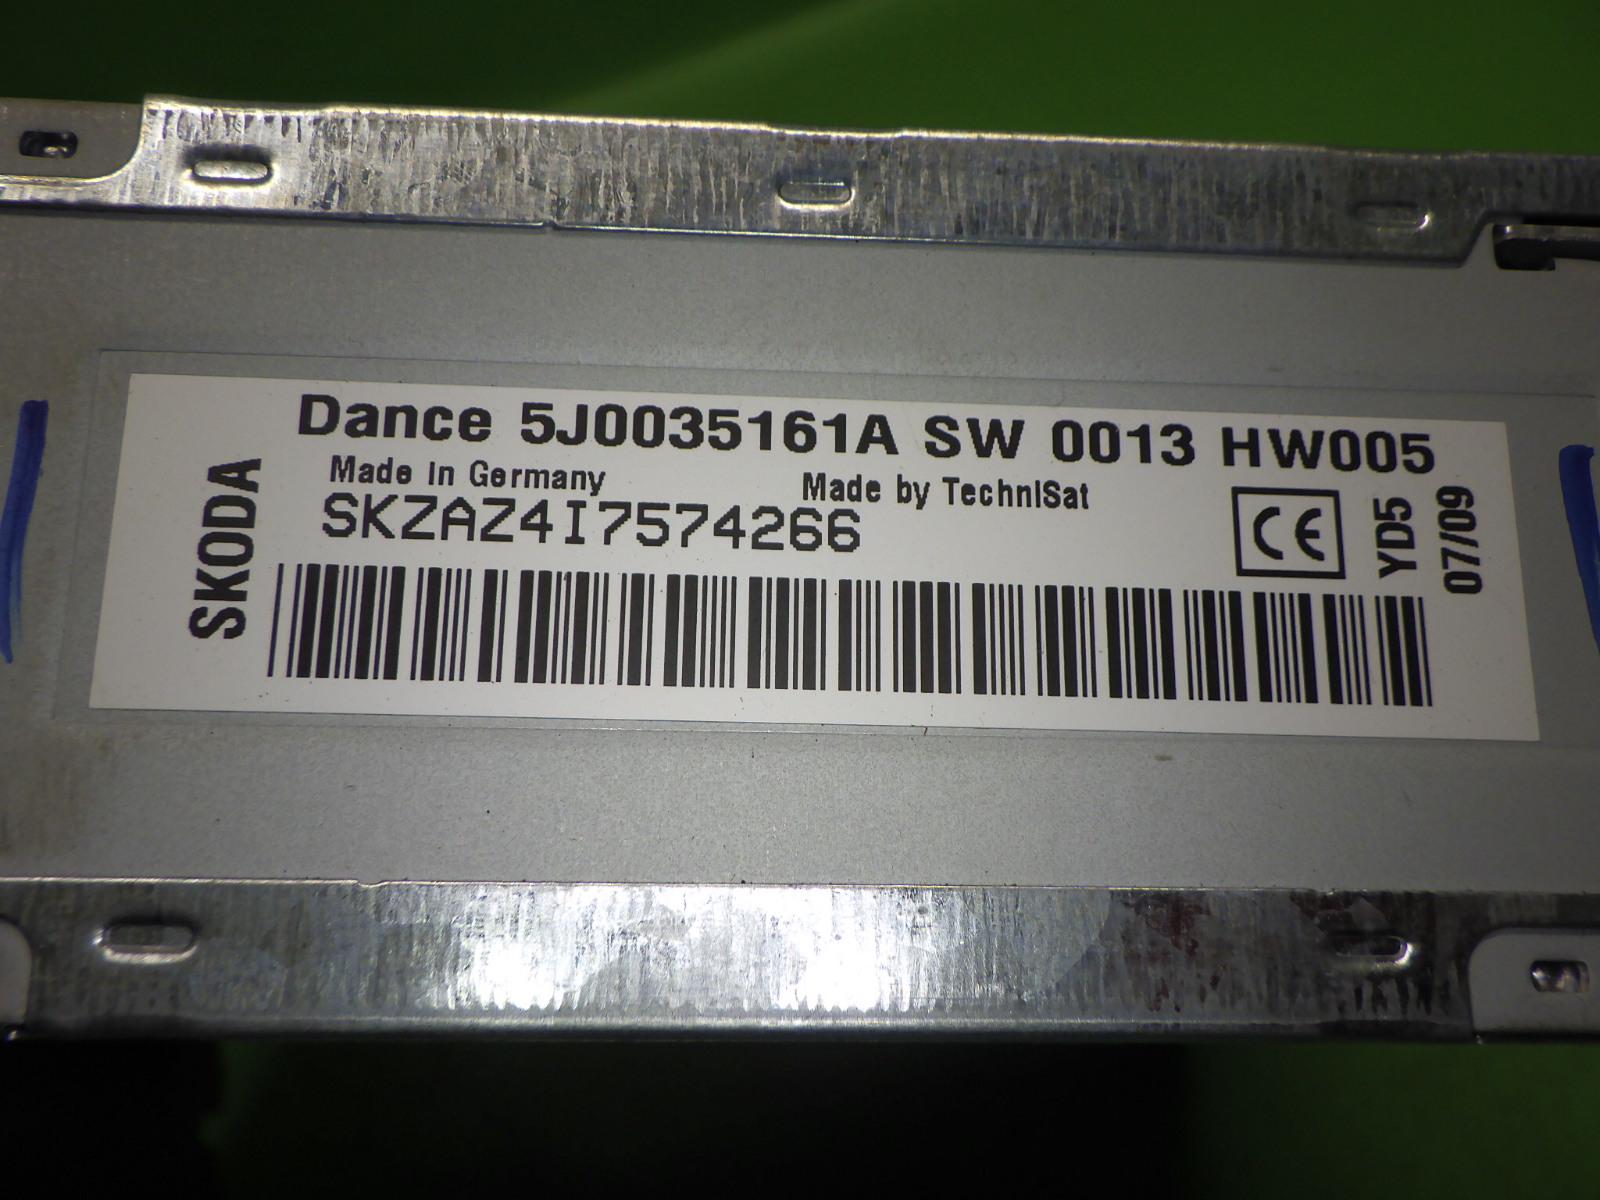 Dance 5J0035161A SW 0013 HW005
Made in Germany
Made by TechniSat
SKZAZ4I7574266
SKODA
CE
YD5
07/09